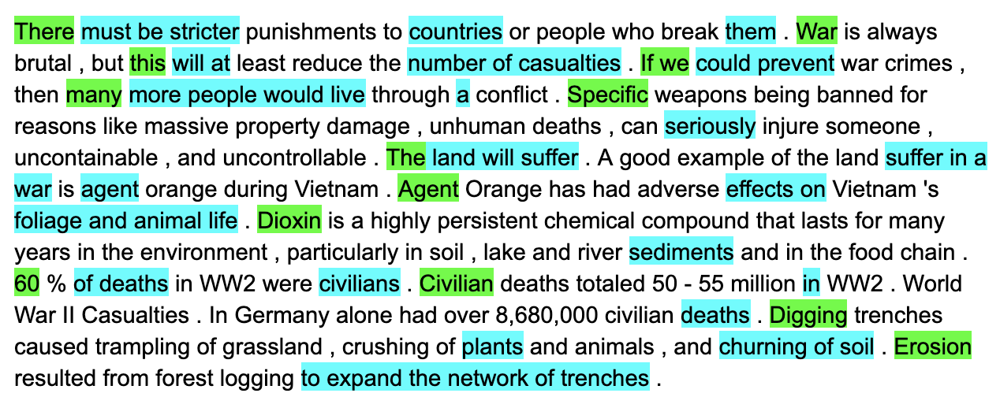 There must be stricter punishments to countries or people who break them . War is always
brutal , but this will at least reduce the number of casualties . If we could prevent war crimes ,
then many more people would live through a conflict . Specific weapons being banned for
reasons like massive property damage , unhuman deaths , can seriously injure someone ,
uncontainable , and uncontrollable . The land will suffer . A good example of the land suffer in a
war is agent orange during Vietnam . Agent Orange has had adverse effects on Vietnam 's
foliage and animal life . Dioxin is a highly persistent chemical compound that lasts for many
years in the environment , particularly in soil , lake and river sediments and in the food chain .
60 % of deaths in WW2 were civilians . Civilian deaths totaled 50 - 55 million in WW2 . World
War II Casualties . In Germany alone had over 8,680,000 civilian deaths . Digging trenches
caused trampling of grassland , crushing of plants and animals , and churning of soil . Erosion
resulted from forest logging to expand the network of trenches .